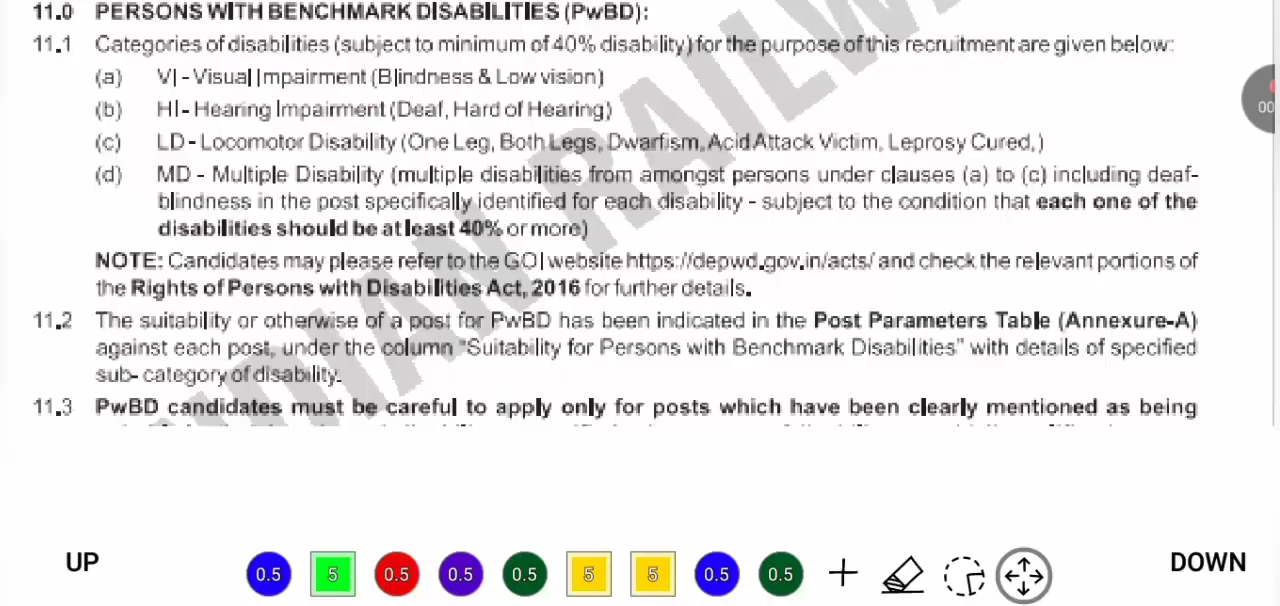 11.0 PERSONS WITH BENCHMARK DISABILITIES (PwBD):
11.1 Categories of disabilities (subject to minimum of 40% disability) for the purpose of this recruitment are given below:
(a) VI - Visual Impairment (Blindness & Low vision)
(b) HI - Hearing Impairment (Deaf, Hard of Hearing)
(c) LD - Locomotor Disability (One Leg, Both Legs, Dwarfism, Acid Attack Victim, Leprosy Cured,)
(d) MD - Multiple Disability (multiple disabilities from amongst persons under clauses (a) to (c) including deaf-
blindness in the post specifically identified for each disability - subject to the condition that each one of the
disabilities should be at least 40% or more)
NOTE: Candidates may please refer to the GOI website https://depwd.gov.in/acts/ and check the relevant portions of
the Rights of Persons with Disabilities Act, 2016 for further details.
11.2 The suitability or otherwise of a post for PwBD has been indicated in the Post Parameters Table (Annexure-A)
against each post, under the column "Suitability for Persons with Benchmark Disabilities" with details of specified
sub- category of disability.
11.3 PwBD candidates must be careful to apply only for posts which have been clearly mentioned as being
00
UP 0.5 5 0.5 0.5 0.5 5 5 0.5 0.5 DOWN